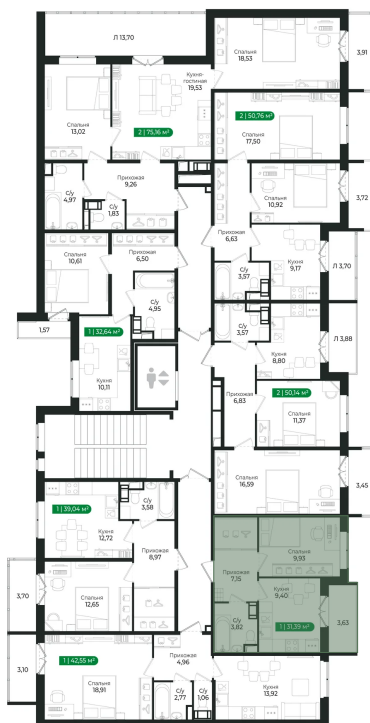 Л 13,70
Спальня
18,53
3,91
Кухня-
гостиная
19,53
Спальня
13,02
2 | 75,16 м²
2 | 50,76 м²
Спальня
17,50
Прихожая
9,26
С/у
4,97
С/у
1,83
Спальня
10,92
3,72
Прихожая
6,50
Прихожая
6,63
Спальня
10,61
Кухня
9,17
Л 3,70
С/у
3,57
С/у
4,95
С/у
3,57
1,57
1 | 32,64 м²
Л 3,88
Кухня
8,80
Кухня
10,11
Прихожая
6,83
2 | 50,14 м²
Спальня
11,37
Спальня
16,59
3,45
1 | 39,04 м²
С/у
3,58
Кухня
12,72
Прихожая
8,97
Спальня
9,93
Прихожая
7,15
Кухня
9,40
3,70
Спальня
12,65
С/у
3,82
1 | 31,39 м²
3,63
1 | 42,55 м²
Прихожая
4,96
3,10
Спальня
18,91
С/у
2,77
С/у
1,06
Кухня
13,92